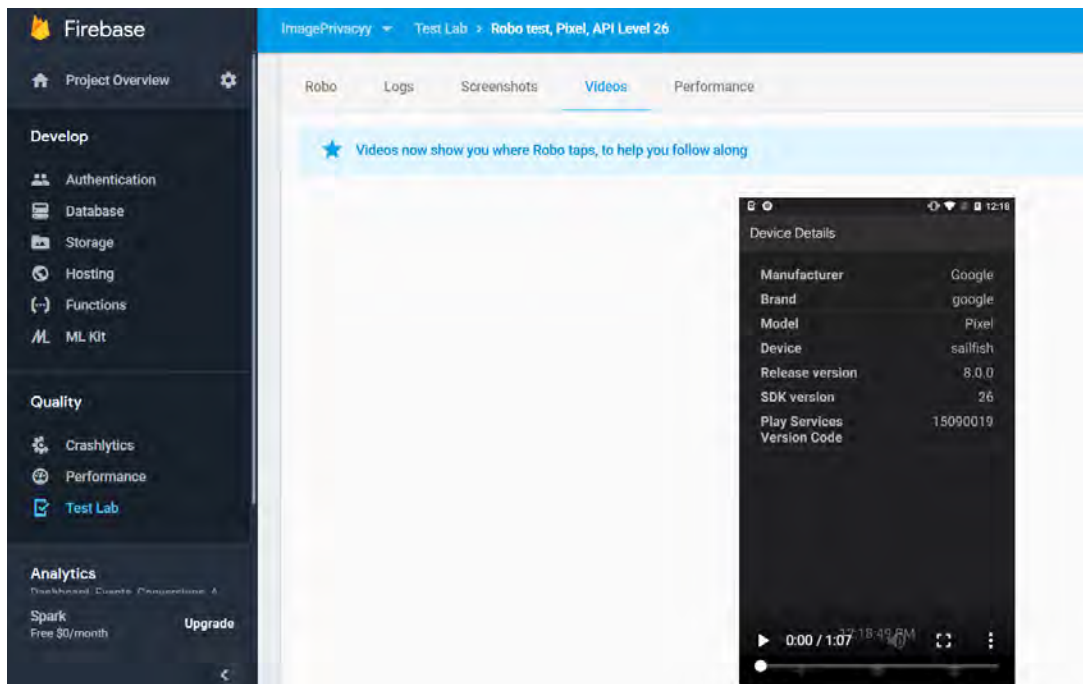 Firebase
ImagePrivacyy Test Lab > Robo test, Pixel, API Level 26
Project Overview
Robo Logs Screenshots Videos Performance
Videos now show you where Robo taps, to help you follow along
Develop
Authentication
Database
Storage
Hosting
Functions
ML Kit
Quality
Crashlytics
Performance
Test Lab
Analytics
Spark
Free $0/month
Upgrade
12:18
Device Details
Manufacturer Google
Brand google
Model Pixel
Device sailfish
Release version 8.0.0
SDK version 26
Play Services 15090019
Version Code
0:00 / 1:07